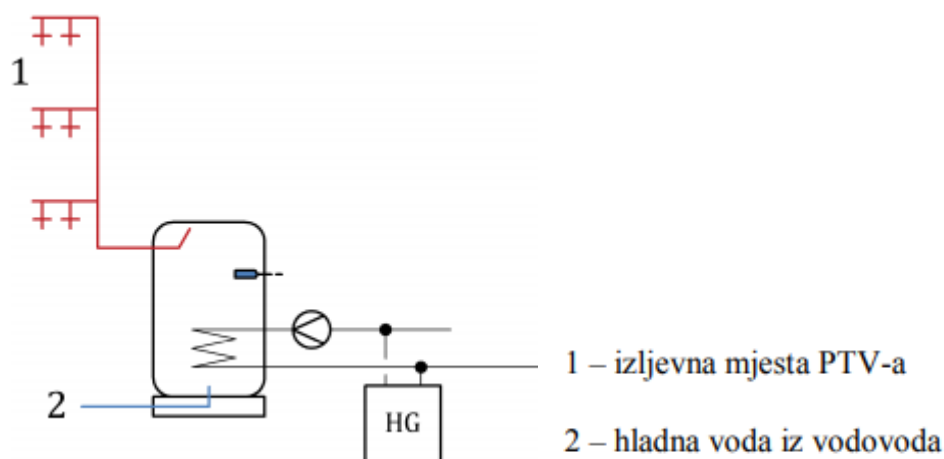 1
2
HG
1 – izljevna mjesta PTV-a
2 – hladna voda iz vodovoda